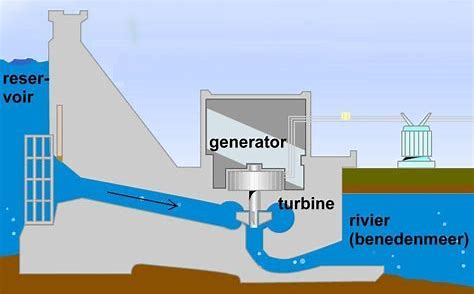 reser-
voir
generator
turbine
rivier
(benedenmeer)